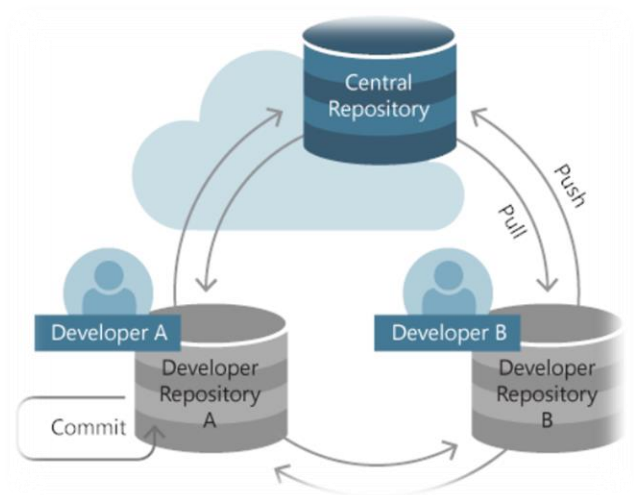 Central
Repository
Push
Pull
Developer A
Developer B
Developer
Repository
A
Developer
Repository
B
Commit